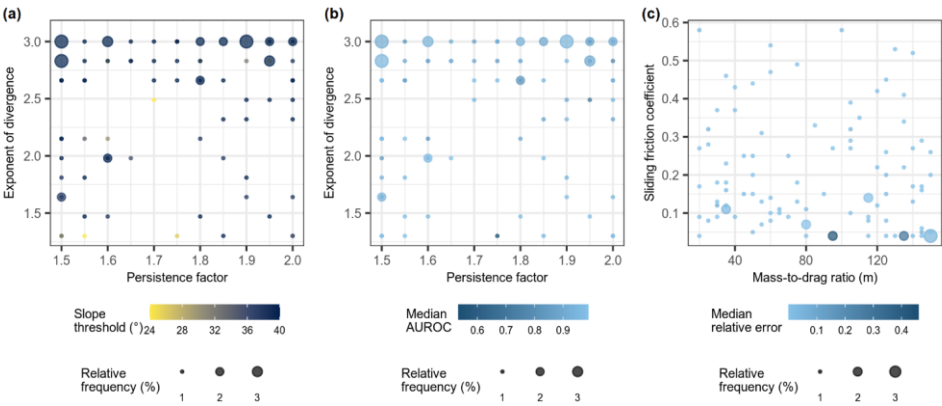 (a)
(b)
(c)
Exponent of divergence
3.0
2.5
2.0
1.5
1.5 1.6 1.7 1.8 1.9 2.0
Persistence factor
Exponent of divergence
3.0
2.5
2.0
1.5
1.5 1.6 1.7 1.8 1.9 2.0
Persistence factor
Sliding friction coefficient
0.6
0.5
0.4
0.3
0.2
0.1
40 80 120
Mass-to-drag ratio (m)
Slope
threshold (°)
24 28 32 36 40
Median
AUROC
0.6 0.7 0.8 0.9
Median
relative error
0.1 0.2 0.3 0.4
Relative
frequency (%)
1 2 3
Relative
frequency (%)
1 2 3
Relative
frequency (%)
1 2 3